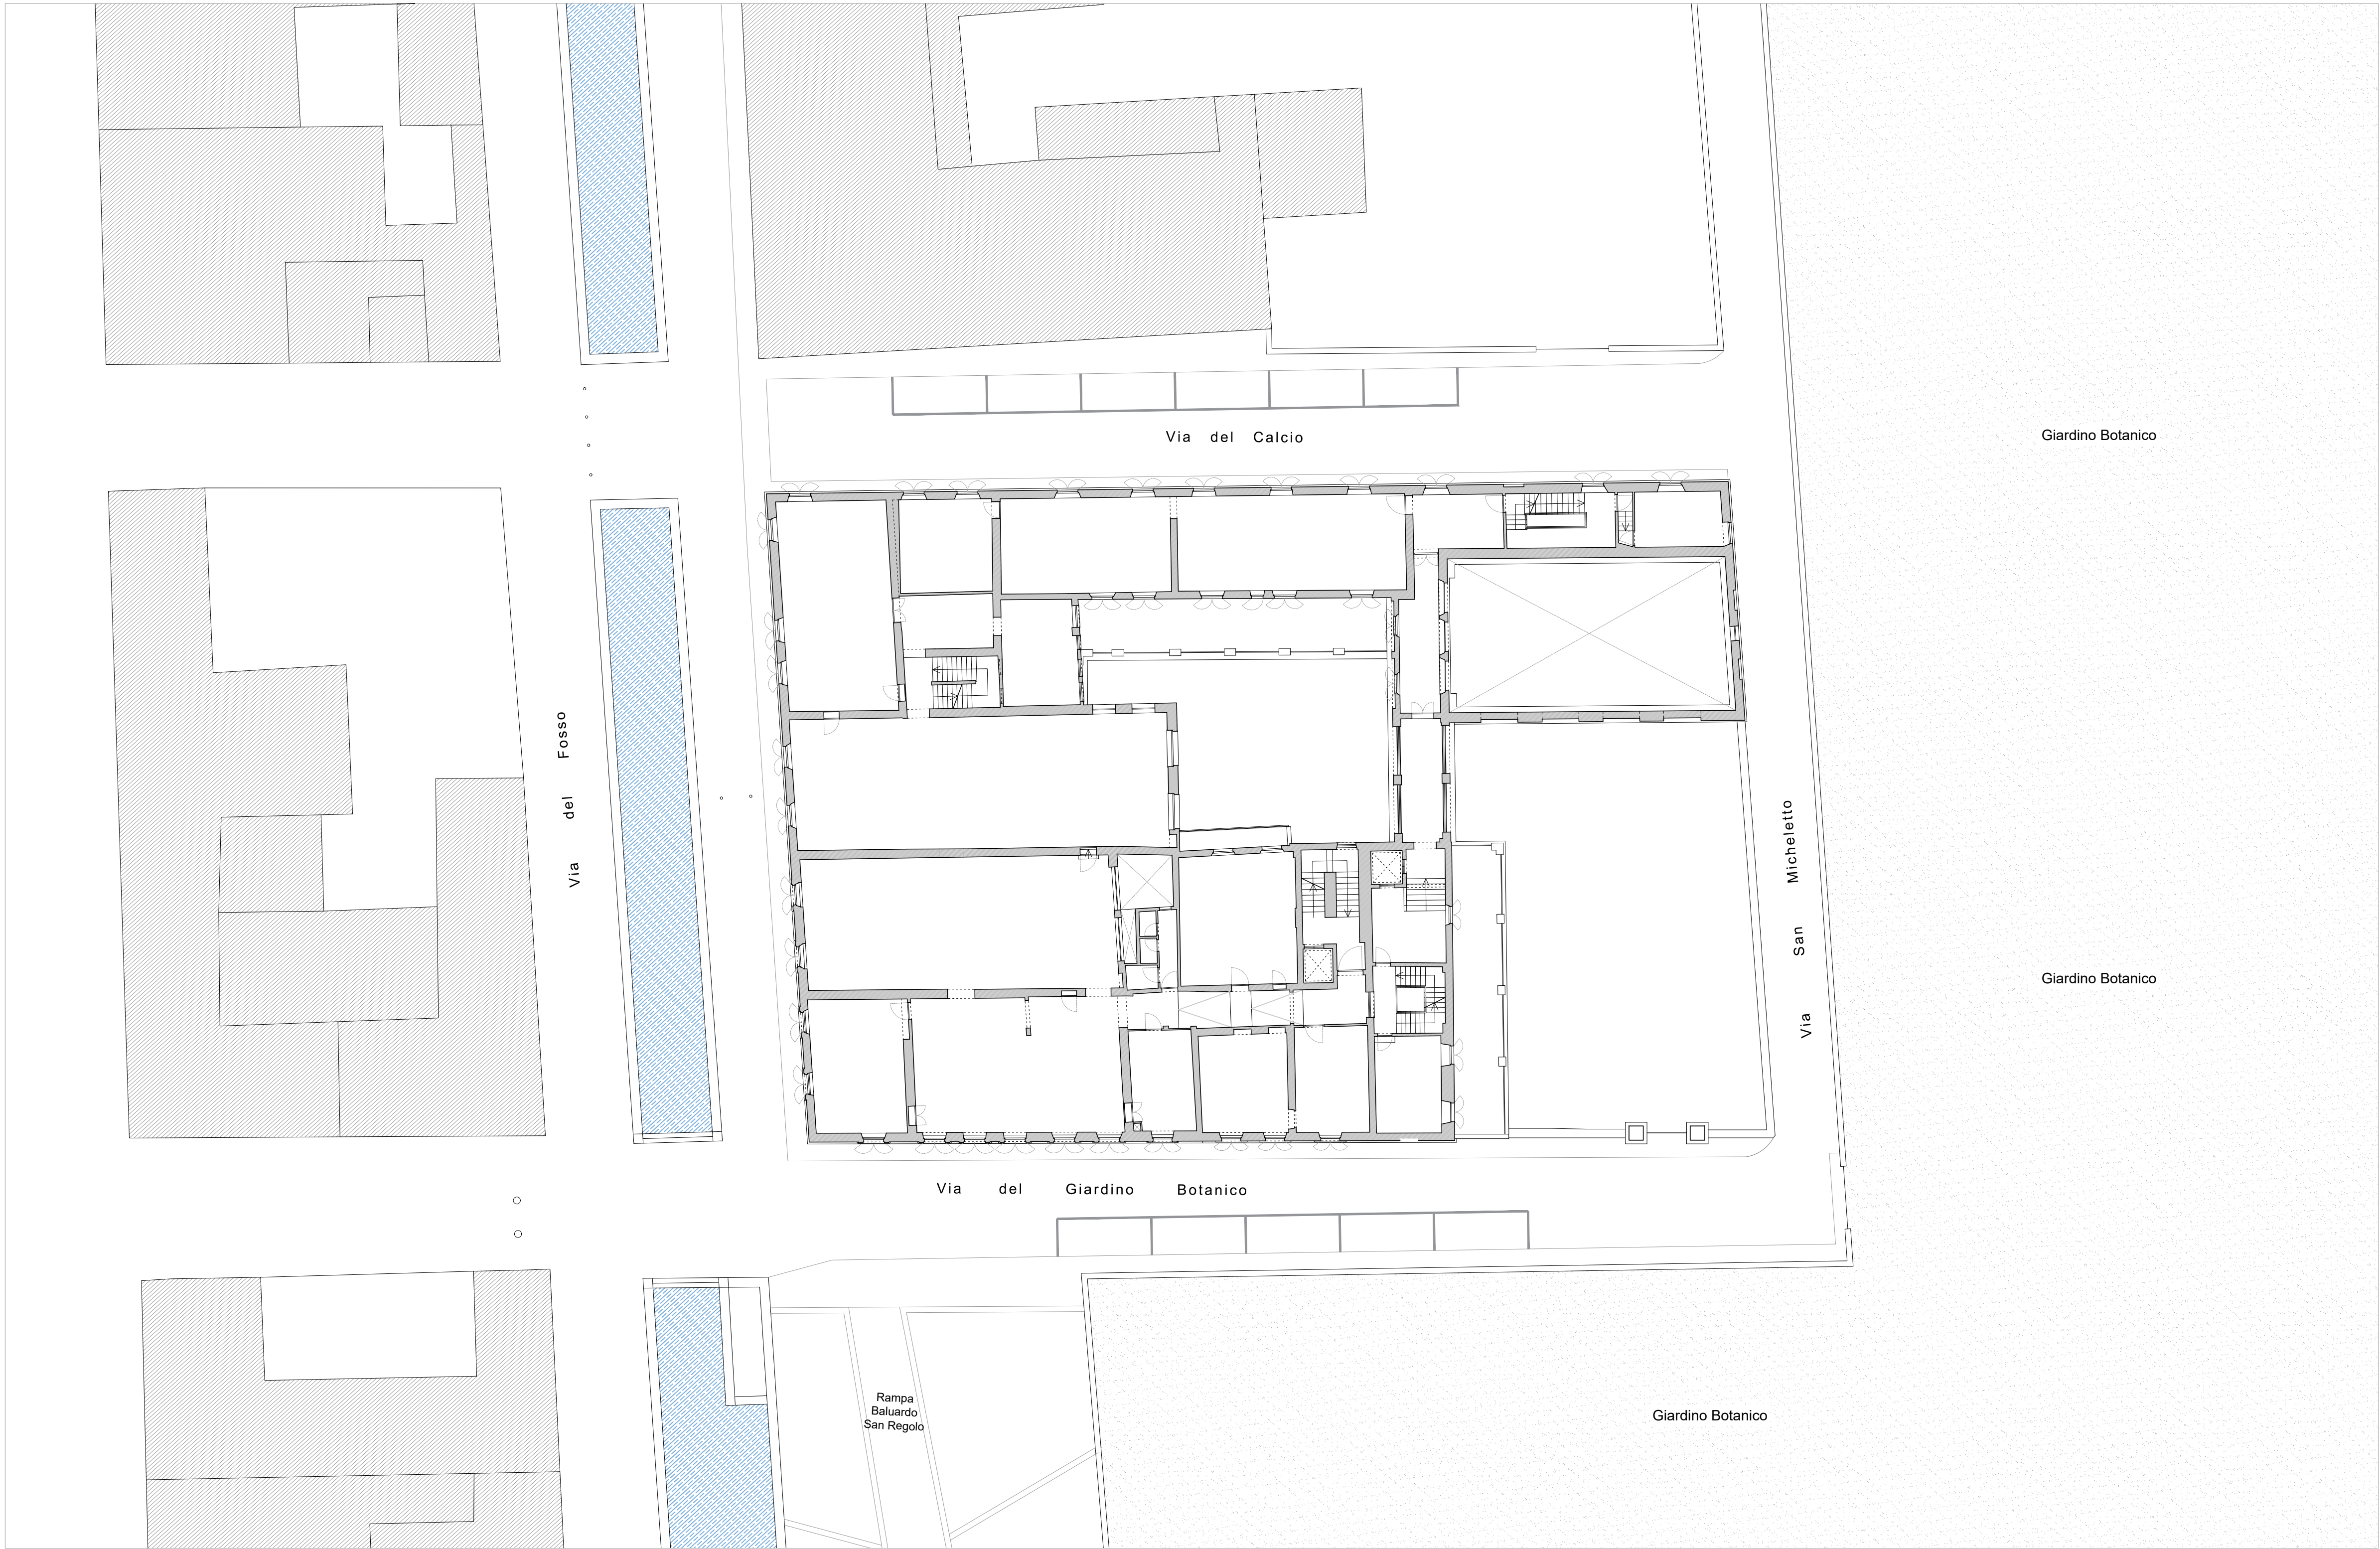 Via del Calcio
Giardino Botanico
Via del Fosso
Via San Micheletto
Giardino Botanico
Via del Giardino Botanico
Rampa
Baluardo
San Regolo
Giardino Botanico